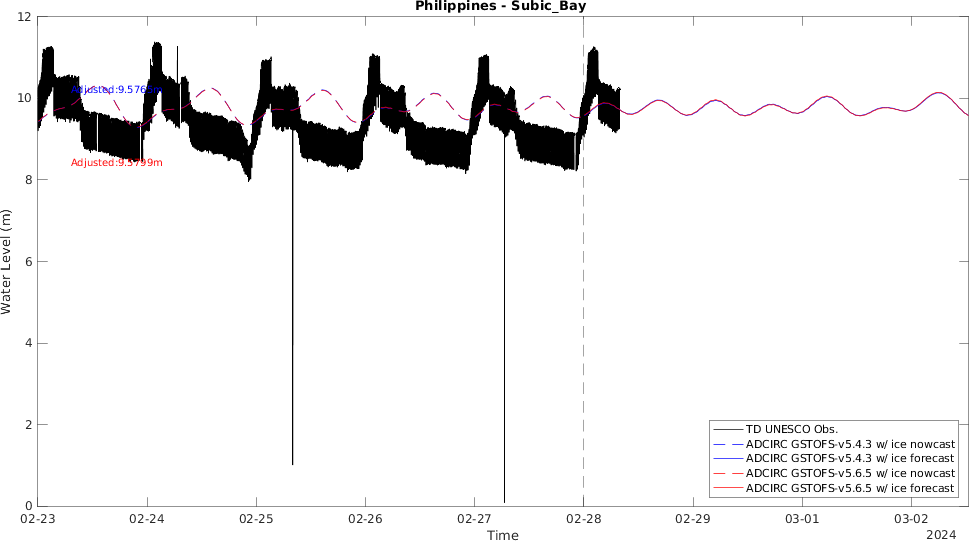 Philippines - Subic_Bay
12
10
8
6
4
2
0
Water Level (m)
Adjusted:9.5799m
TD UNESCO Obs.
ADCIRC GSTOFS-v5.4.3 w/ ice nowcast
ADCIRC GSTOFS-v5.4.3 w/ ice forecast
ADCIRC GSTOFS-v5.6.5 w/ ice nowcast
ADCIRC GSTOFS-v5.6.5 w/ ice forecast
02-23 02-24 02-25 02-26 02-27 02-28 02-29 03-01 03-02
Time
2024